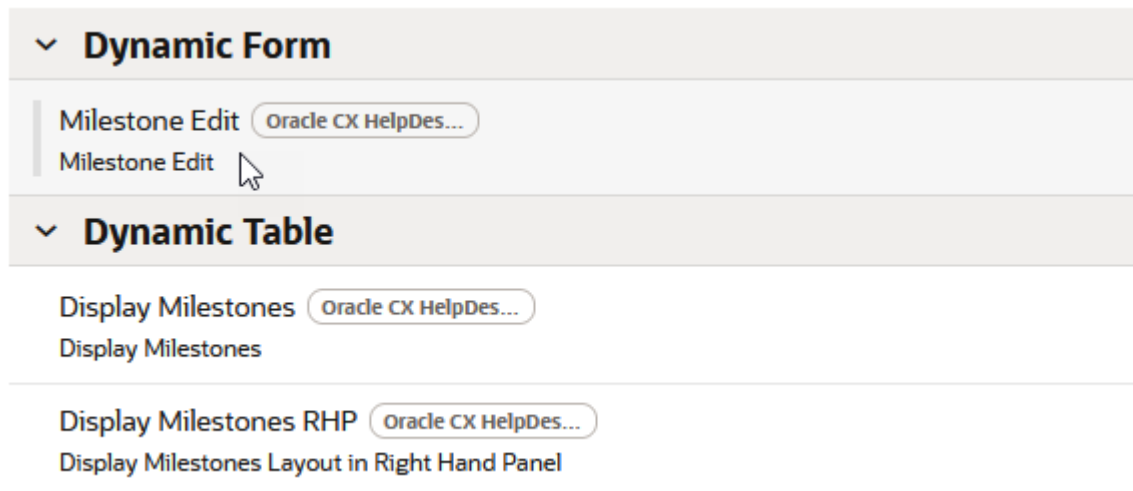 Dynamic Form
Milestone Edit Oracle CX HelpDes...
Milestone Edit
Dynamic Table
Display Milestones Oracle CX HelpDes...
Display Milestones
Display Milestones RHP Oracle CX HelpDes...
Display Milestones Layout in Right Hand Panel